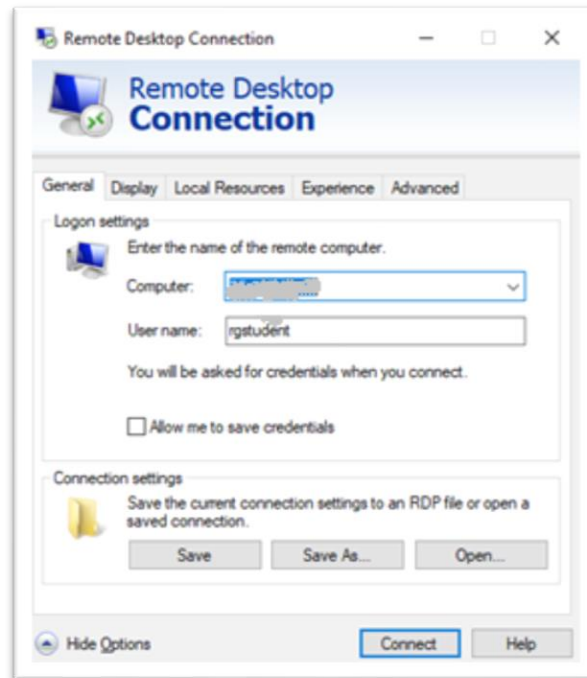 Remote Desktop Connection
Remote Desktop
Connection
General Display Local Resources Experience Advanced
Logon settings
Enter the name of the remote computer.
Computer:
User name: rgstudent
You will be asked for credentials when you connect.
Allow me to save credentials
Connection settings
Save the current connection settings to an RDP file or open a
saved connection.
Save Save As... Open...
Hide Options Connect Help